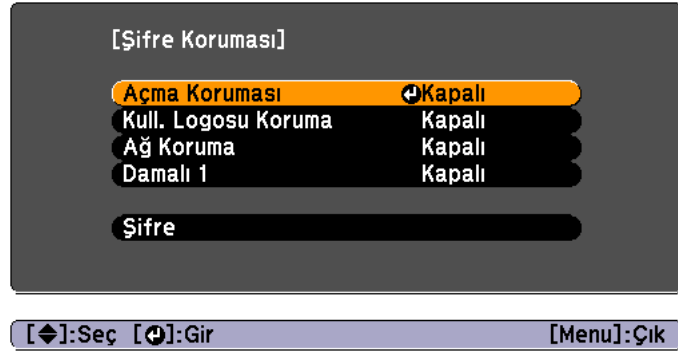 [Şifre Koruması]
Açma Koruması Kapalı
Kull. Logosu Koruma Kapalı
Ağ Koruma Kapalı
Damalı 1 Kapalı
Şifre
[◆]:Seç [↵]:Gir [Menu]:Çık